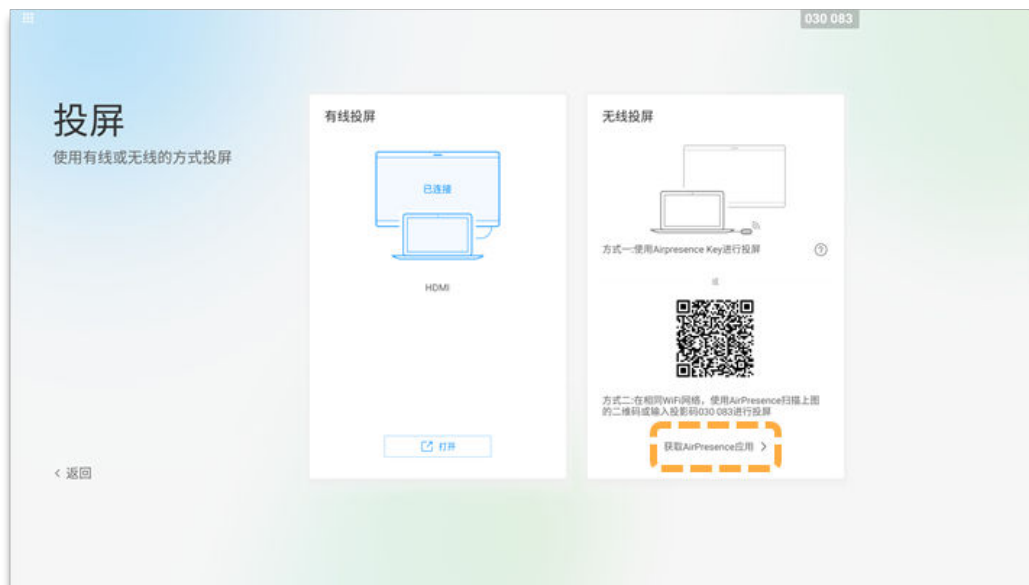 030 083
投屏
使用有线或无线的方式投屏
有线投屏
已连接
HDMI
打开
无线投屏
方式一:使用Airpresence Key进行投屏
或
方式二:在相同WiFi网络，使用AirPresence扫描上图
的二维码或输入投影码030 083进行投屏
获取AirPresence应用
返回